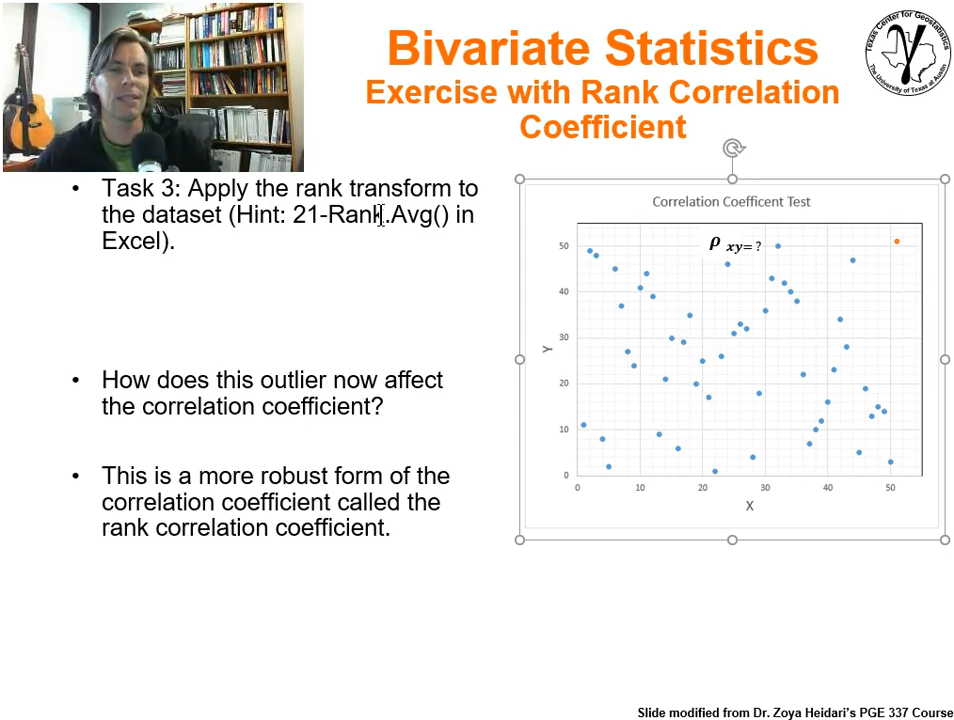 Bivariate Statistics
Exercise with Rank Correlation
Coefficient
Texas Center for Geostatistics
The University of Texas at Austin
• Task 3: Apply the rank transform to
the dataset (Hint: 21-Rank.Avg() in
Excel).
• How does this outlier now affect
the correlation coefficient?
• This is a more robust form of the
correlation coefficient called the
rank correlation coefficient.
Correlation Coefficent Test
ρ xy= ?
50
40
30
20
10
0
Y
0 10 20 30 40 50
X
Slide modified from Dr. Zoya Heidari's PGE 337 Course